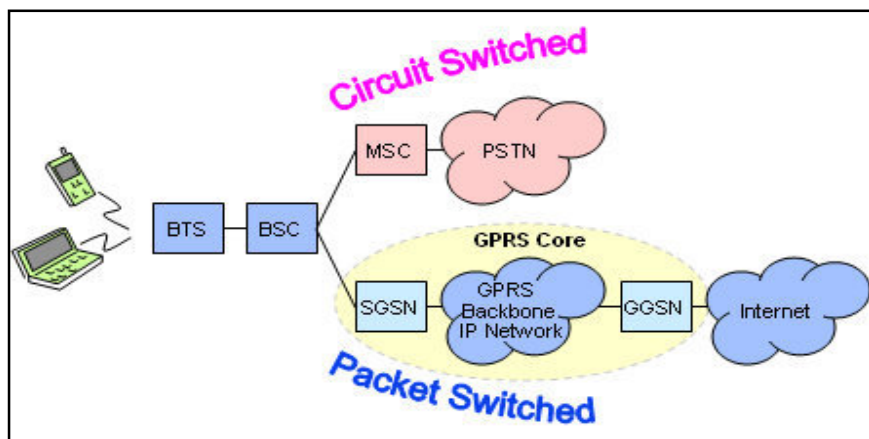 Circuit Switched
MSC
PSTN
BTS
BSC
GPRS Core
SGSN
GPRS
Backbone
IP Network
GGSN
Internet
Packet Switched